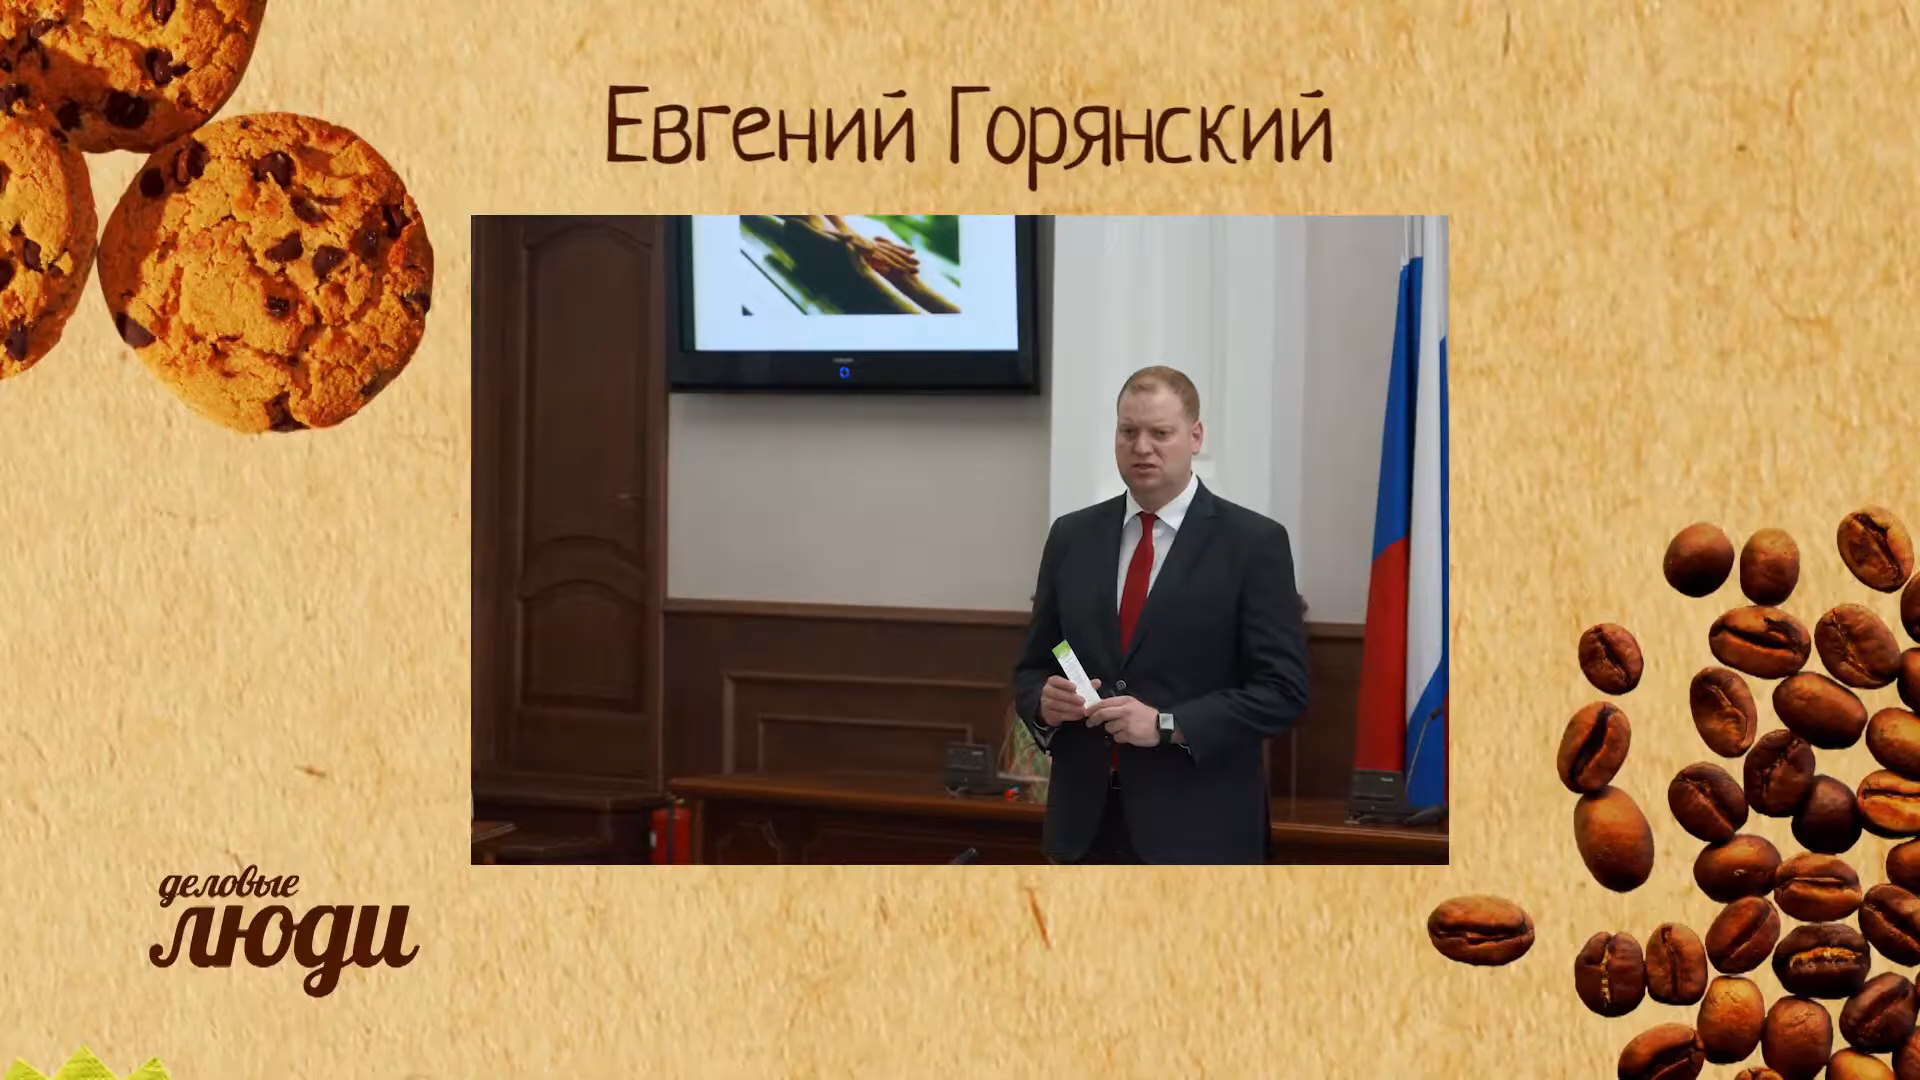 Евгений Горянский
деловые
люди